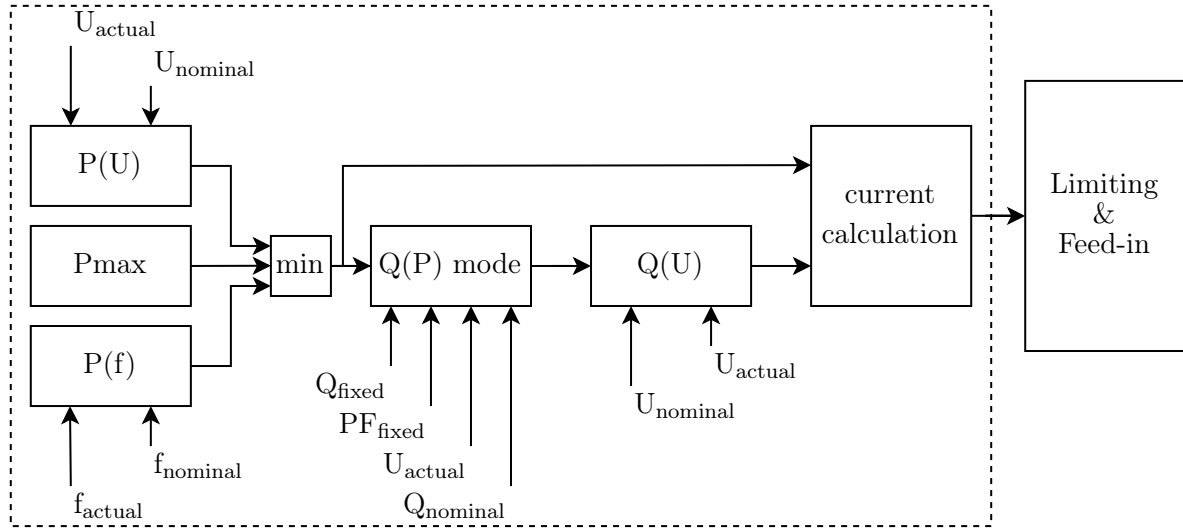 U_actual
U_nominal
P(U)
Pmax
P(f)
f_nominal
f_actual
min
Q(P) mode
Q_fixed
PF_fixed
U_actual
Q_nominal
Q(U)
U_actual
U_nominal
current
calculation
Limiting
&
Feed-in